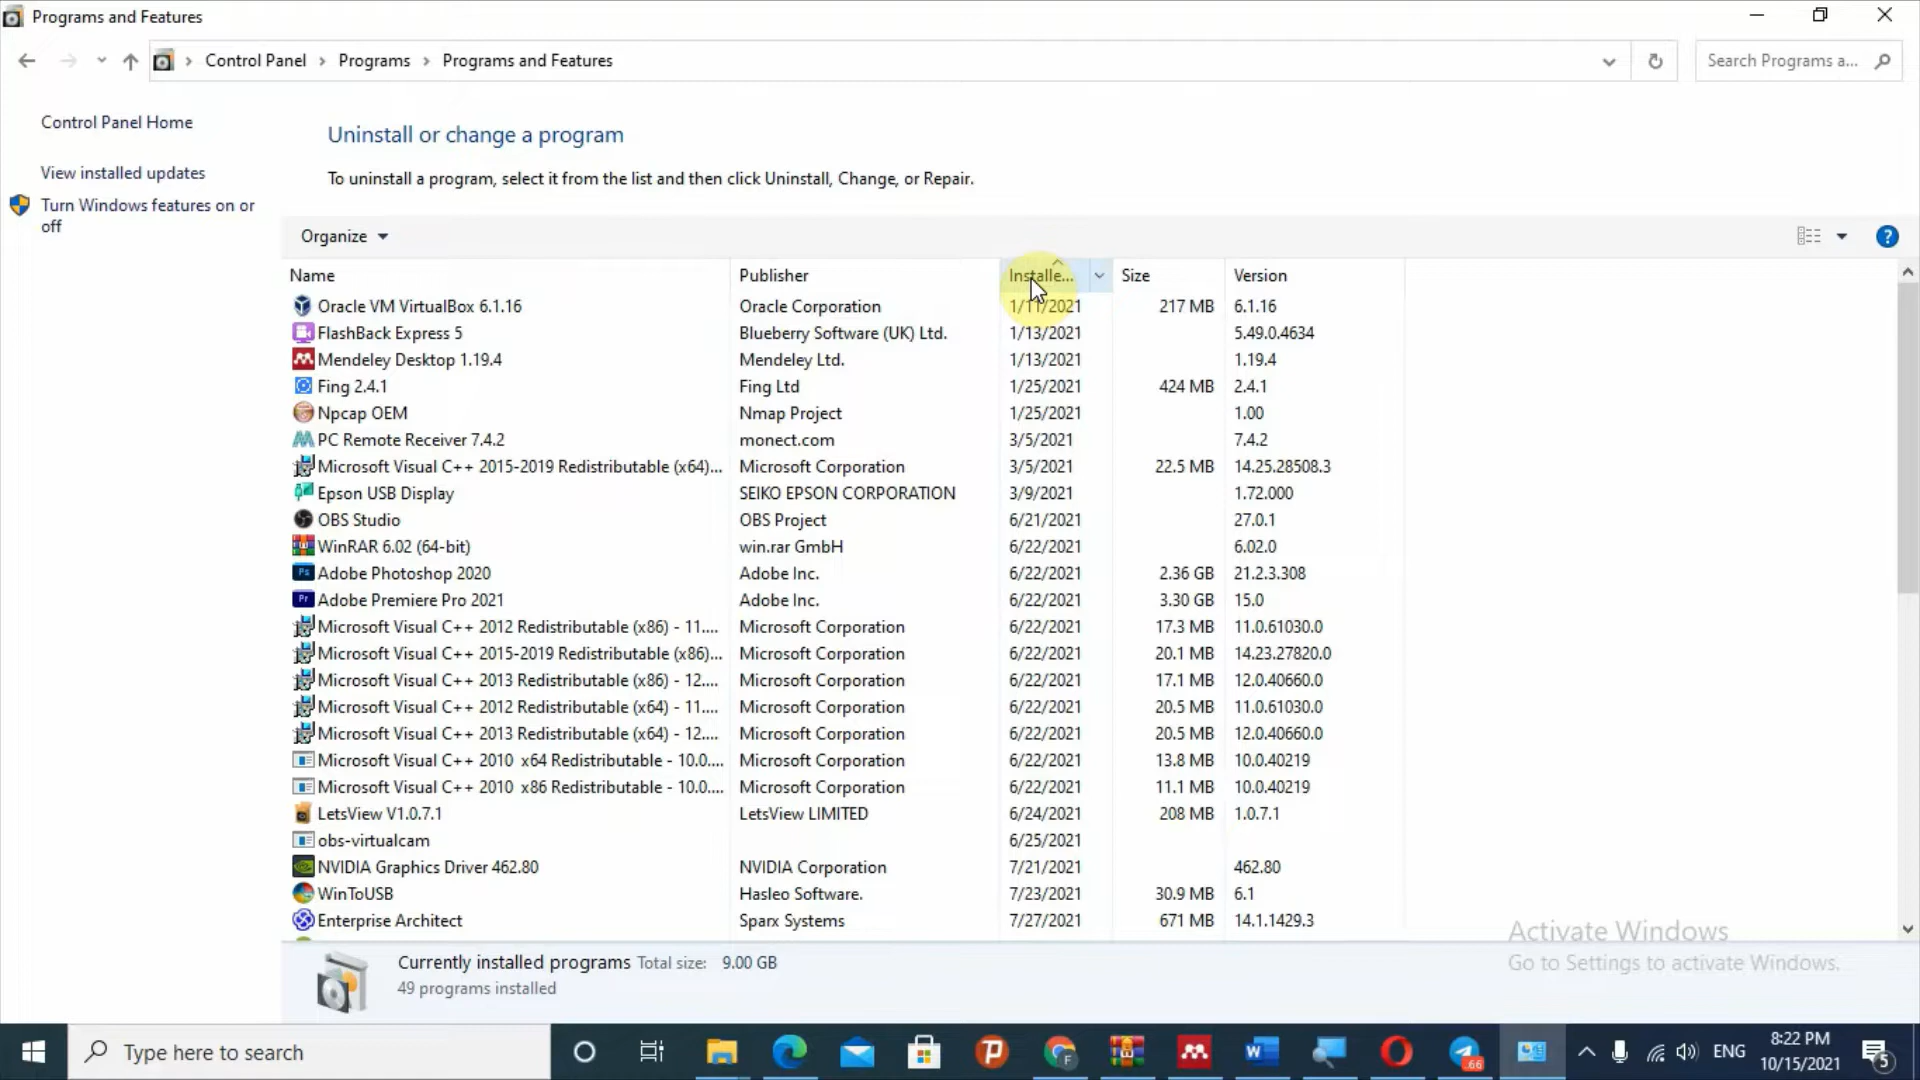 Programs and Features
Control Panel › Programs › Programs and Features
Search Programs a...
Control Panel Home
View installed updates
Turn Windows features on or
off
Uninstall or change a program
To uninstall a program, select it from the list and then click Uninstall, Change, or Repair.
Organize
Name Publisher Installe... Size Version
Oracle VM VirtualBox 6.1.16 Oracle Corporation 1/11/2021 217 MB 6.1.16
FlashBack Express 5 Blueberry Software (UK) Ltd. 1/13/2021 5.49.0.4634
Mendeley Desktop 1.19.4 Mendeley Ltd. 1/13/2021 1.19.4
Fing 2.4.1 Fing Ltd 1/25/2021 424 MB 2.4.1
Npcap OEM Nmap Project 1/25/2021 1.00
PC Remote Receiver 7.4.2 monect.com 3/5/2021 7.4.2
Microsoft Visual C++ 2015-2019 Redistributable (x64)... Microsoft Corporation 3/5/2021 22.5 MB 14.25.28508.3
Epson USB Display SEIKO EPSON CORPORATION 3/9/2021 1.72.000
OBS Studio OBS Project 6/21/2021 27.0.1
WinRAR 6.02 (64-bit) win.rar GmbH 6/22/2021 6.02.0
Ps Adobe Photoshop 2020 Adobe Inc. 6/22/2021 2.36 GB 21.2.3.308
Pr Adobe Premiere Pro 2021 Adobe Inc. 6/22/2021 3.30 GB 15.0
Microsoft Visual C++ 2012 Redistributable (x86) - 11.... Microsoft Corporation 6/22/2021 17.3 MB 11.0.61030.0
Microsoft Visual C++ 2015-2019 Redistributable (x86)... Microsoft Corporation 6/22/2021 20.1 MB 14.23.27820.0
Microsoft Visual C++ 2013 Redistributable (x86) - 12.... Microsoft Corporation 6/22/2021 17.1 MB 12.0.40660.0
Microsoft Visual C++ 2012 Redistributable (x64) - 11.... Microsoft Corporation 6/22/2021 20.5 MB 11.0.61030.0
Microsoft Visual C++ 2013 Redistributable (x64) - 12.... Microsoft Corporation 6/22/2021 20.5 MB 12.0.40660.0
Microsoft Visual C++ 2010 x64 Redistributable - 10.0.... Microsoft Corporation 6/22/2021 13.8 MB 10.0.40219
Microsoft Visual C++ 2010 x86 Redistributable - 10.0.... Microsoft Corporation 6/22/2021 11.1 MB 10.0.40219
LetsView V1.0.7.1 LetsView LIMITED 6/24/2021 208 MB 1.0.7.1
obs-virtualcam 6/25/2021
NVIDIA Graphics Driver 462.80 NVIDIA Corporation 7/21/2021 462.80
WinToUSB Hasleo Software. 7/23/2021 30.9 MB 6.1
Enterprise Architect Sparx Systems 7/27/2021 671 MB 14.1.1429.3
Activate Windows
Go to Settings to activate Windows.
Currently installed programs Total size: 9.00 GB
49 programs installed
Type here to search
F
W
66
ENG
8:22 PM
10/15/2021
5